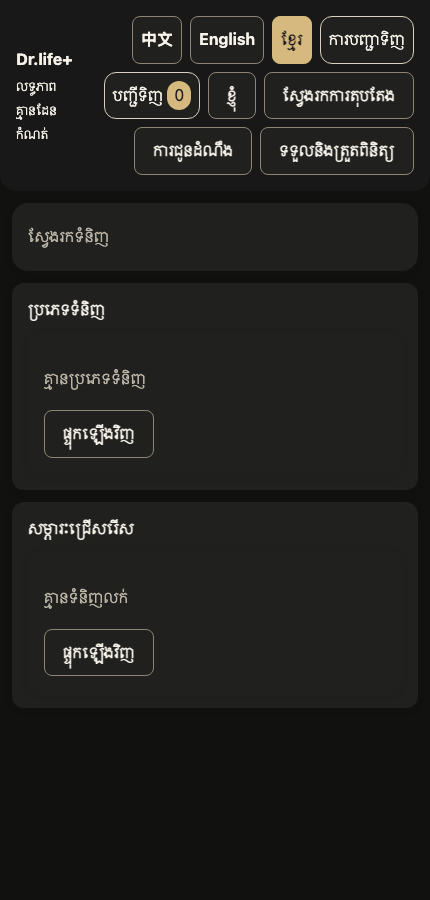 Dr.life+
លទ្ធភាព
គ្មានដែន
កំណត់
中文
English
ខ្មែរ
ការបញ្ជាទិញ
បញ្ជីទិញ 0
ខ្ញុំ
ស្វែងរកការតុបតែង
ការជូនដំណឹង
ទទួលនិងត្រួតពិនិត្យ
ស្វែងរកទំនិញ
ប្រភេទទំនិញ
គ្មានប្រភេទទំនិញ
ផ្ទុកឡើងវិញ
សម្ភារៈជ្រើសរើស
គ្មានទំនិញលក់
ផ្ទុកឡើងវិញ